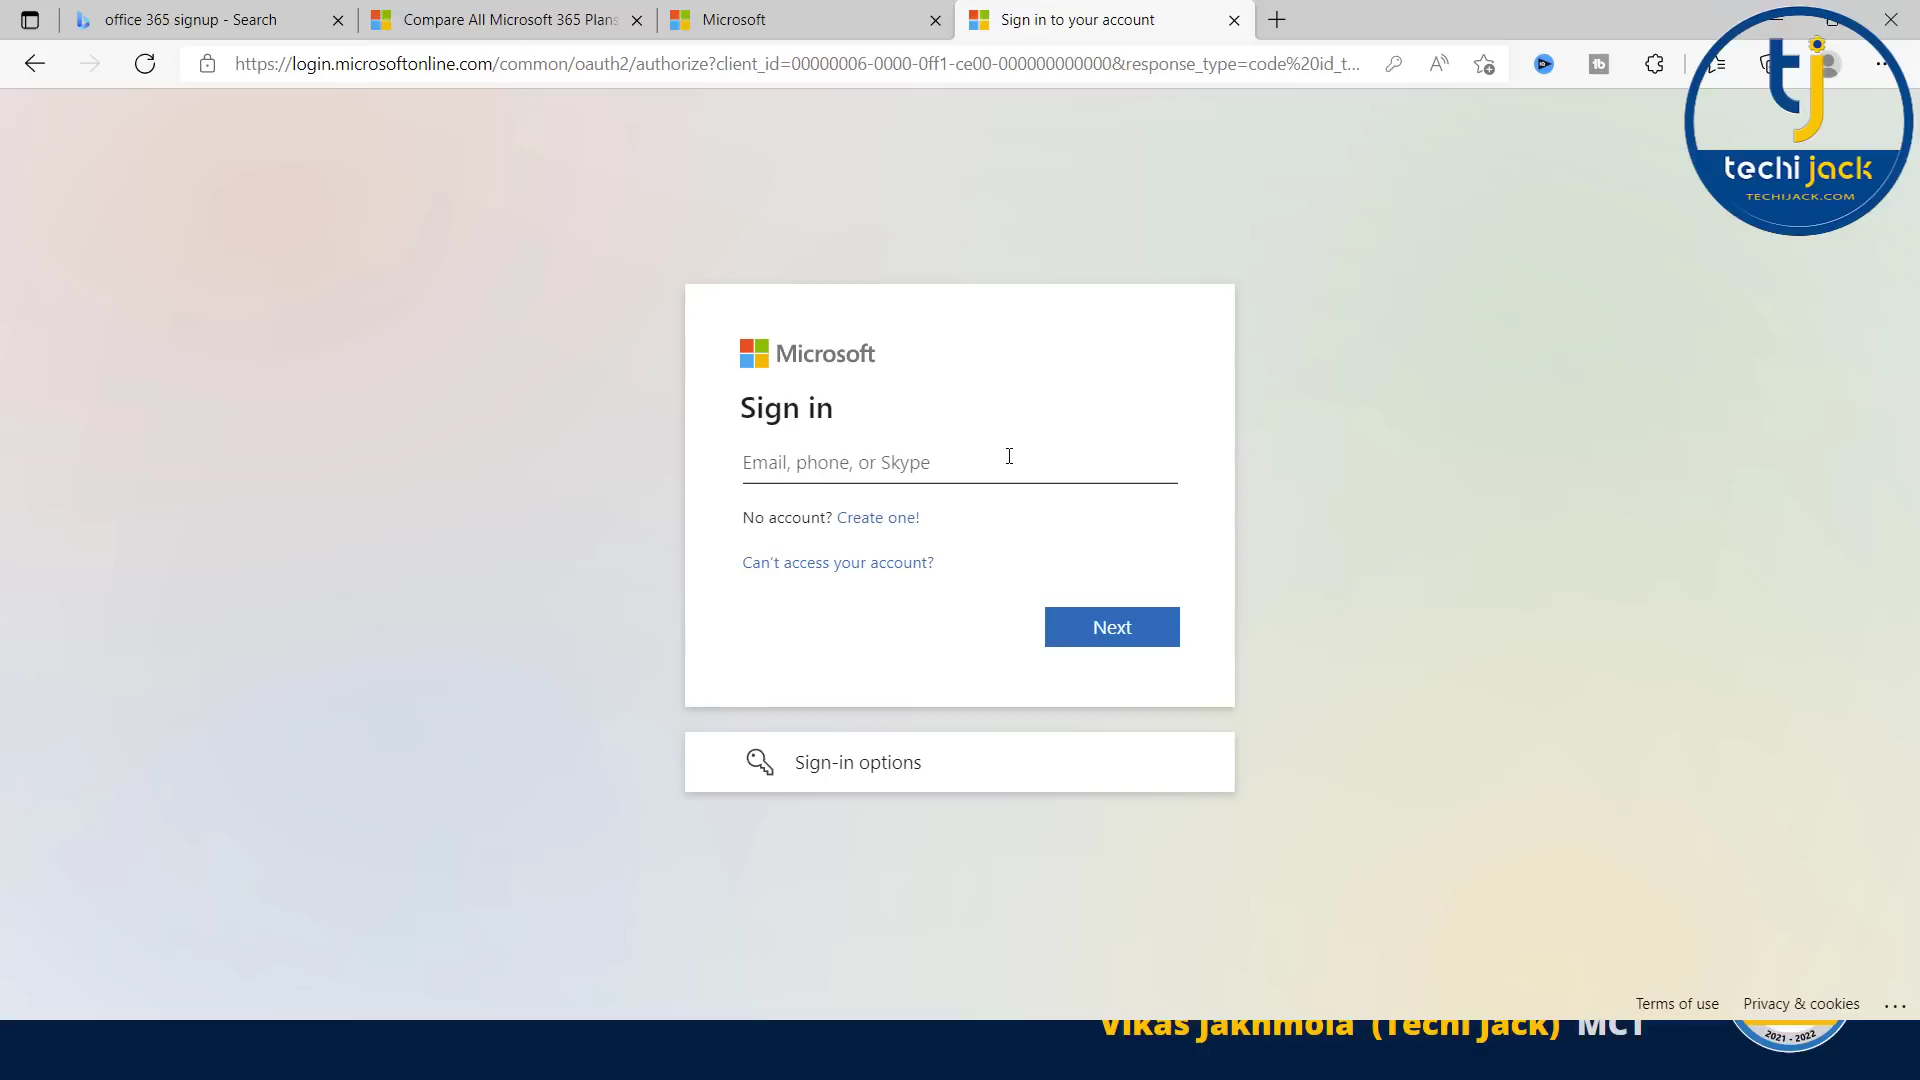 office 365 signup - Search
Compare All Microsoft 365 Plans
Microsoft
Sign in to your account
https://login.microsoftonline.com/common/oauth2/authorize?client_id=00000006-0000-0ff1-ce00-000000000000&response_type=code%20id_t...
tj
techi jack
TECHIJACK.COM
Microsoft
Sign in
Email, phone, or Skype
No account? Create one!
Can't access your account?
Next
Sign-in options
Terms of use
Privacy & cookies
Vikas Jakhmola (Techi Jack) MCT
2021 - 2022